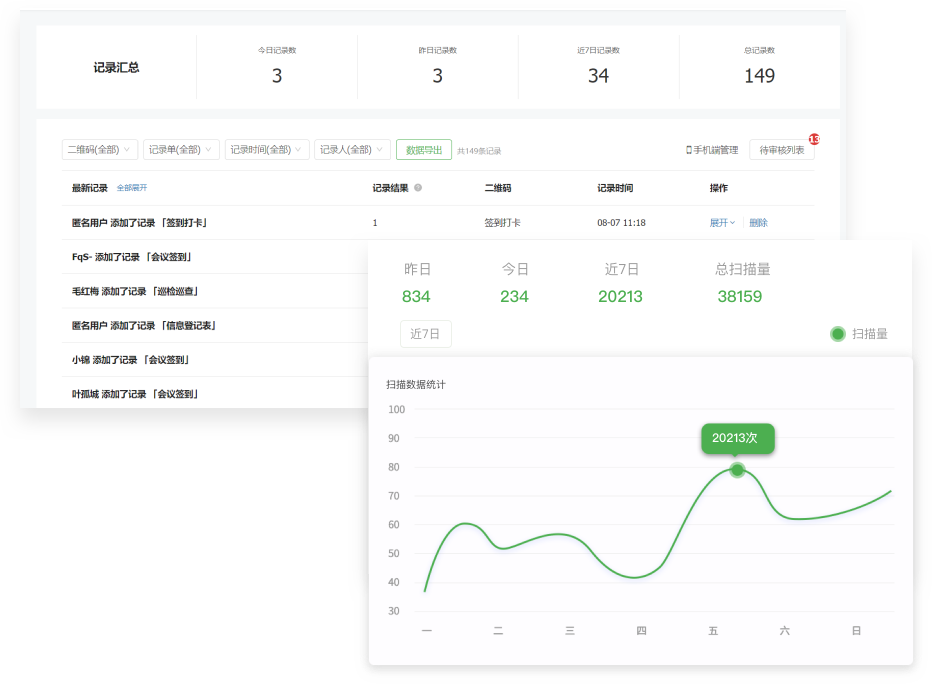 记录汇总
今日记录数 昨日记录数 近7日记录数 总记录数
3 3 34 149
二维码(全部) 记录单(全部) 记录时间(全部) 记录人(全部) 数据导出 共149条记录 手机端管理 待审核列表 13
最新记录 全部展开 记录结果 二维码 记录时间 操作
匿名用户 添加了记录 「签到打卡」 1 签到打卡 08-07 11:18 展开 删除
FqS- 添加了记录 「会议签到」
毛红梅 添加了记录 「巡检巡查」
匿名用户 添加了记录 「信息登记表」
小锦 添加了记录 「会议签到」
叶孤城 添加了记录 「会议签到」
昨日 今日 近7日 总扫描量
834 234 20213 38159
近7日 扫描量
扫描数据统计
100
90
20213次
80
70
60
50
40
30
一 二 三 四 五 六 日